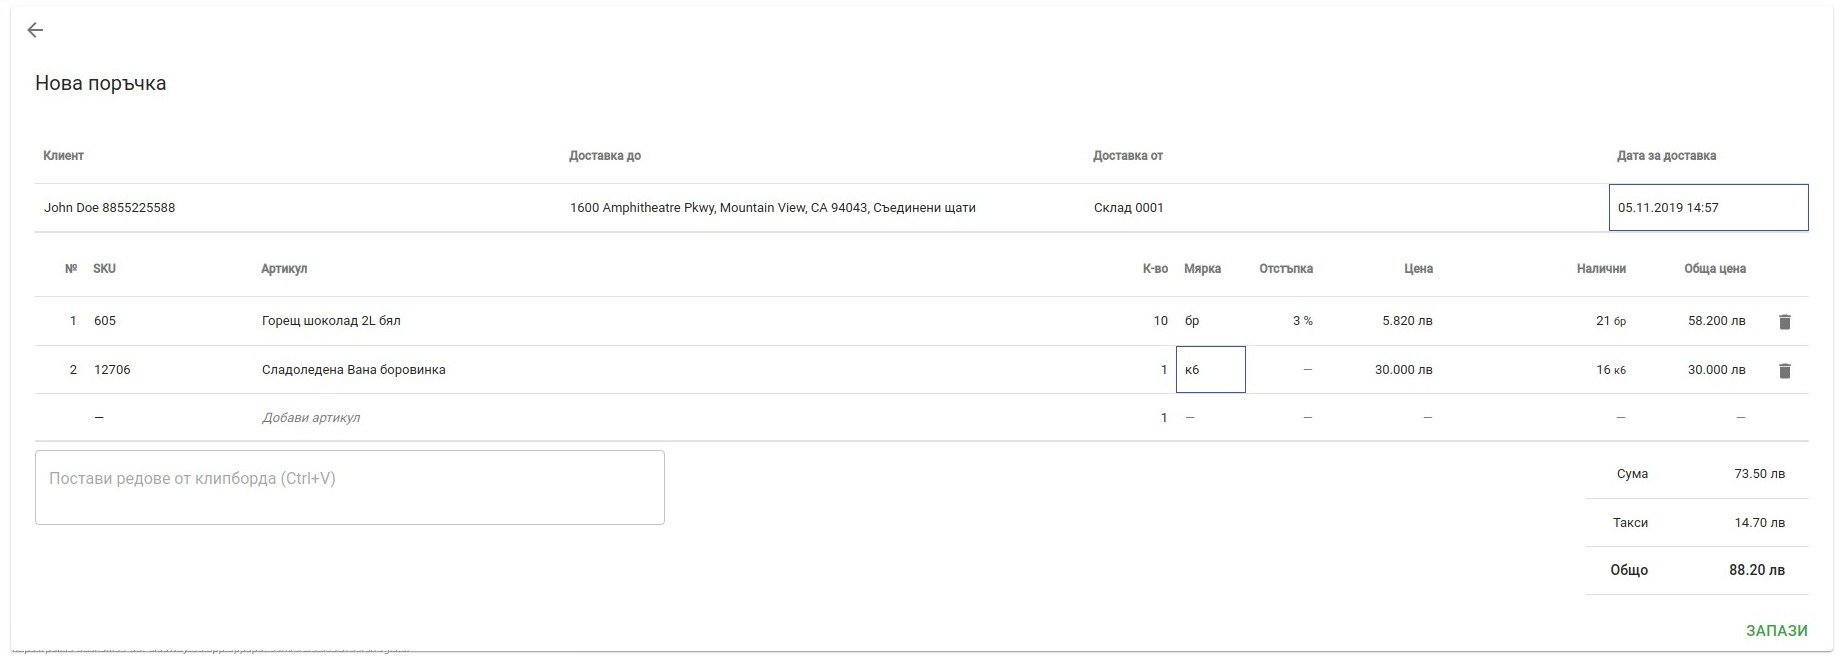 Нова поръчка
Клиент Доставка до Доставка от Дата за доставка
John Doe 8855225588 1600 Amphitheatre Pkwy, Mountain View, CA 94043, Съединени щати Склад 0001 05.11.2019 14:57
№ SKU Артикул К-во Мярка Отстъпка Цена Налични Обща цена
1 605 Горещ шоколад 2L бял 10 бр 3 % 5.820 лв 21 бр 58.200 лв
2 12706 Сладоледена Вана боровинка 1 кб — 30.000 лв 16 кб 30.000 лв
— Добави артикул 1 — — — — —
Постави редове от клипборда (Ctrl+V)
Сума 73.50 лв
Такси 14.70 лв
Общо 88.20 лв
ЗАПАЗИ